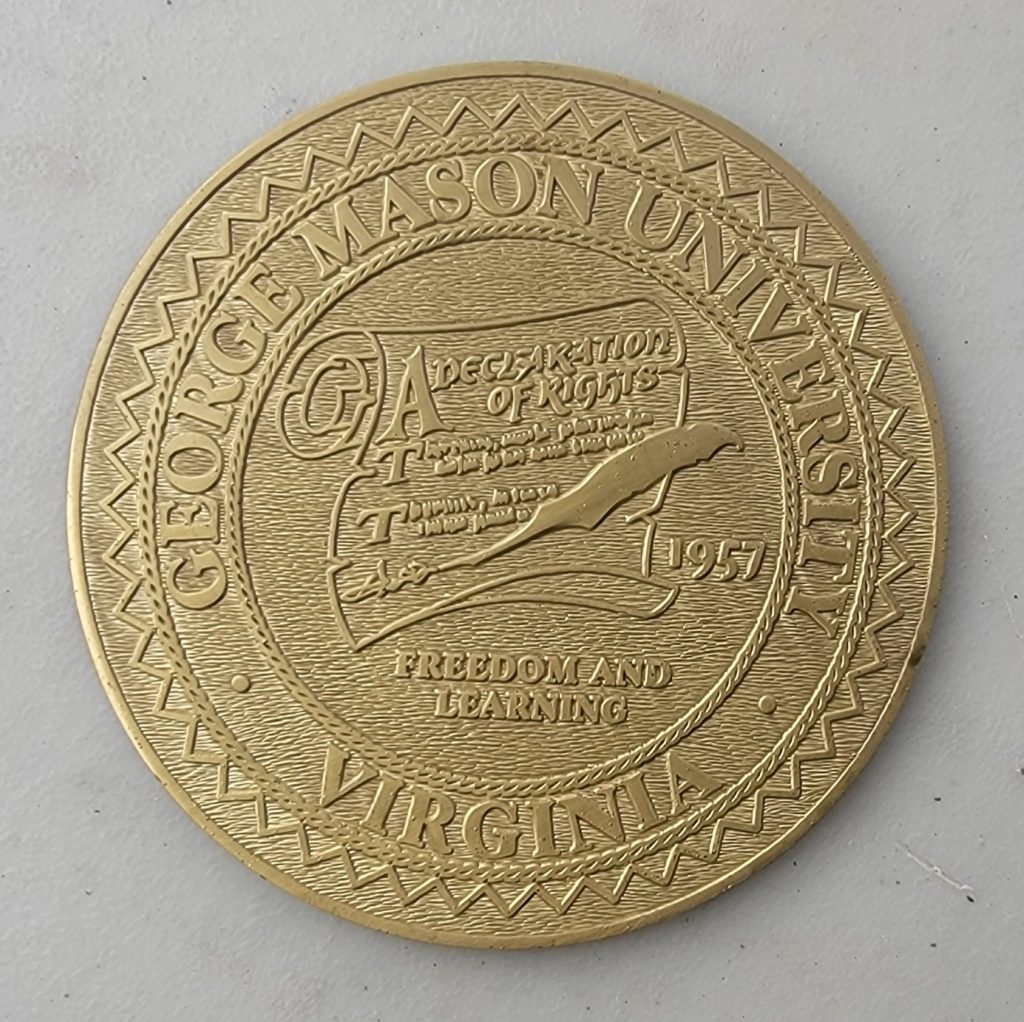 GEORGE MASON UNIVERSITY
A DECLARATION
OF RIGHTS
1957
FREEDOM AND
LEARNING
VIRGINIA